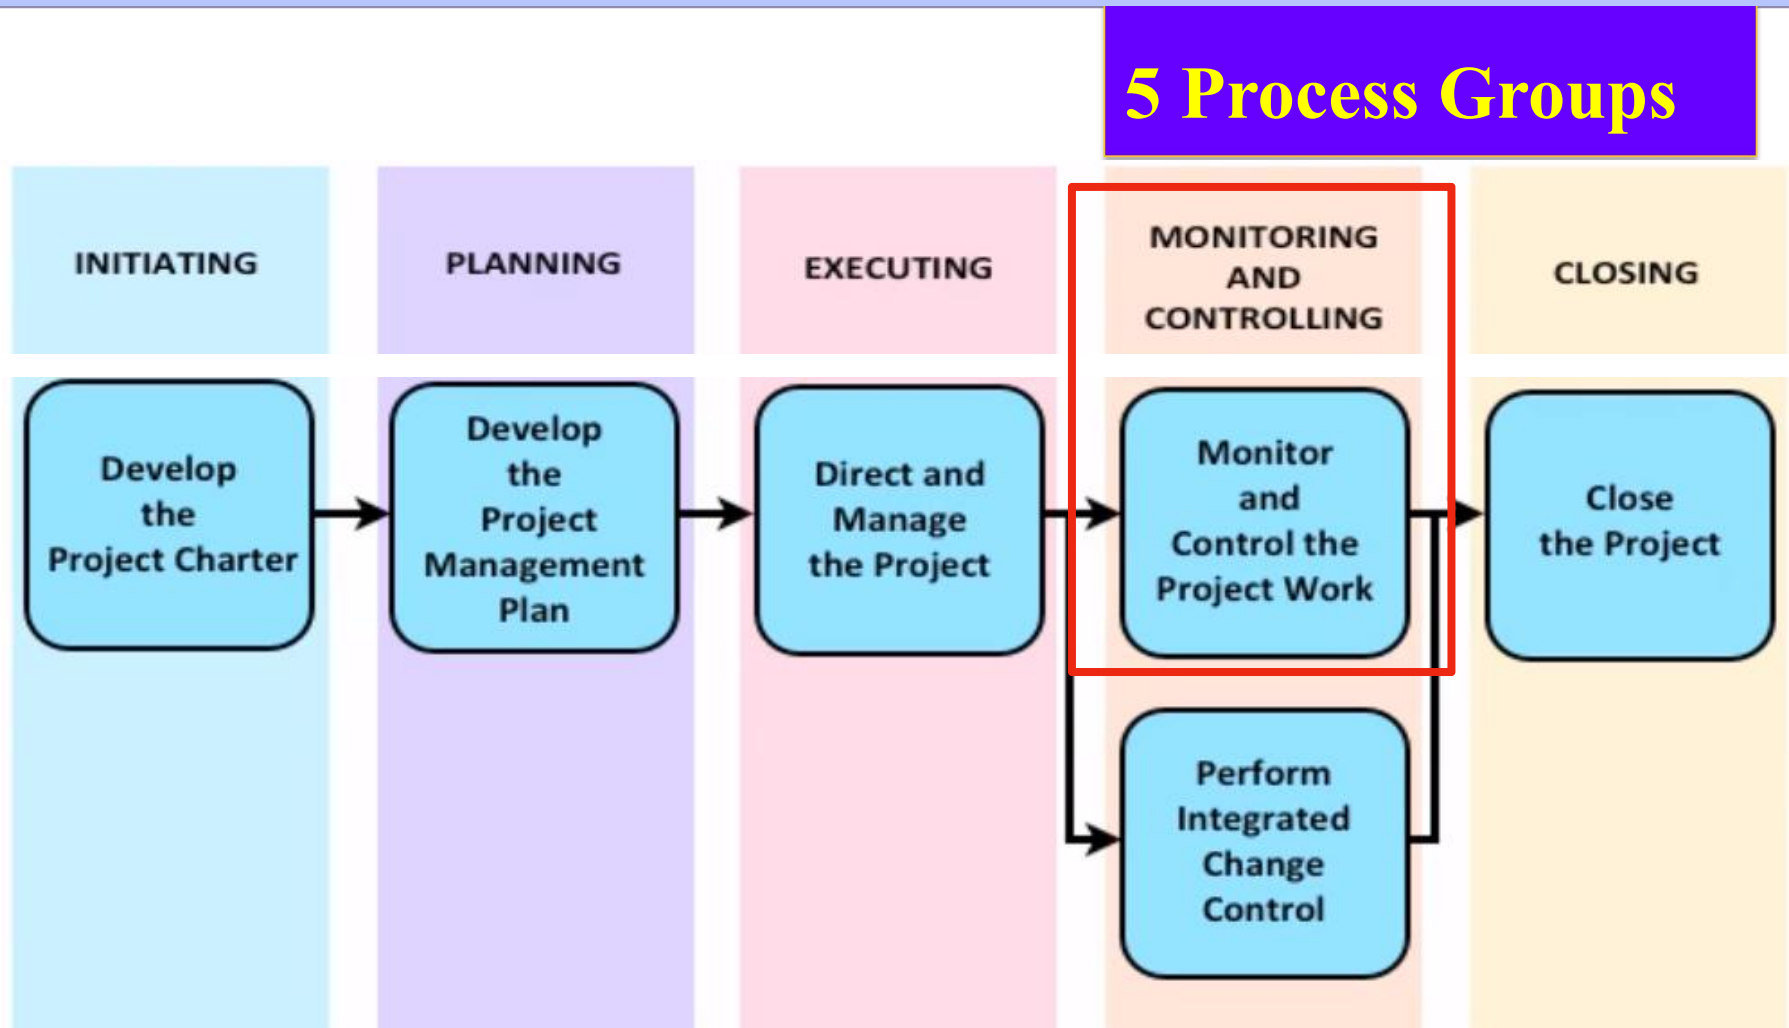 5 Process Groups
INITIATING
PLANNING
EXECUTING
MONITORING
AND
CONTROLLING
CLOSING
Develop
the
Project Charter
Develop
the
Project
Management
Plan
Direct and
Manage
the Project
Monitor
and
Control the
Project Work
Close
the Project
Perform
Integrated
Change
Control